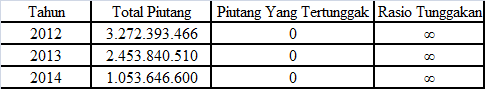 Tahun Total Piutang Piutang Yang Tertunggak Rasio Tunggakan
2012 3.272.393.466 0 ∞
2013 2.453.840.510 0 ∞
2014 1.053.646.600 0 ∞